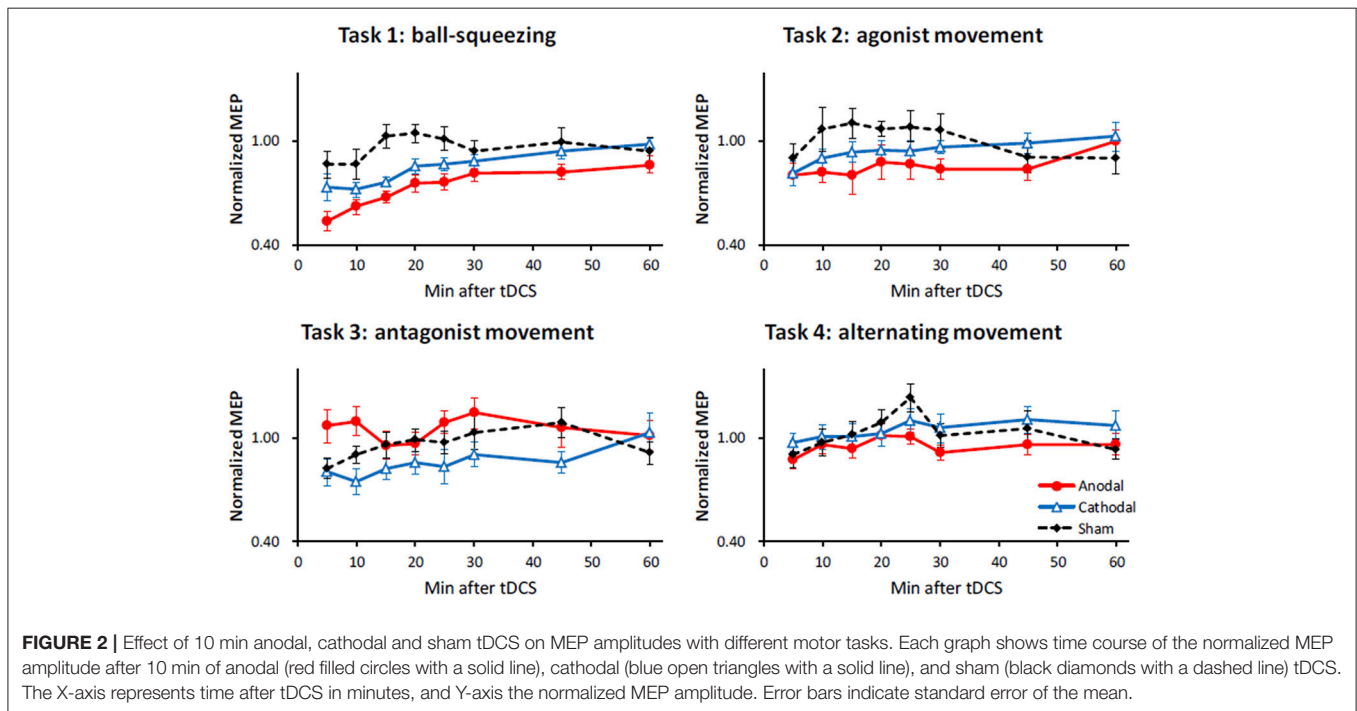 Task 1: ball-squeezing
Normalized MEP
1.00
0.40
0 10 20 30 40 50 60
Min after tDCS
Task 2: agonist movement
Normalized MEP
1.00
0.40
0 10 20 30 40 50 60
Min after tDCS
Task 3: antagonist movement
Normalized MEP
1.00
0.40
0 10 20 30 40 50 60
Min after tDCS
Task 4: alternating movement
Normalized MEP
1.00
0.40
0 10 20 30 40 50 60
Min after tDCS
Anodal
Cathodal
Sham
FIGURE 2 | Effect of 10 min anodal, cathodal and sham tDCS on MEP amplitudes with different motor tasks. Each graph shows time course of the normalized MEP
amplitude after 10 min of anodal (red filled circles with a solid line), cathodal (blue open triangles with a solid line), and sham (black diamonds with a dashed line) tDCS.
The X-axis represents time after tDCS in minutes, and Y-axis the normalized MEP amplitude. Error bars indicate standard error of the mean.